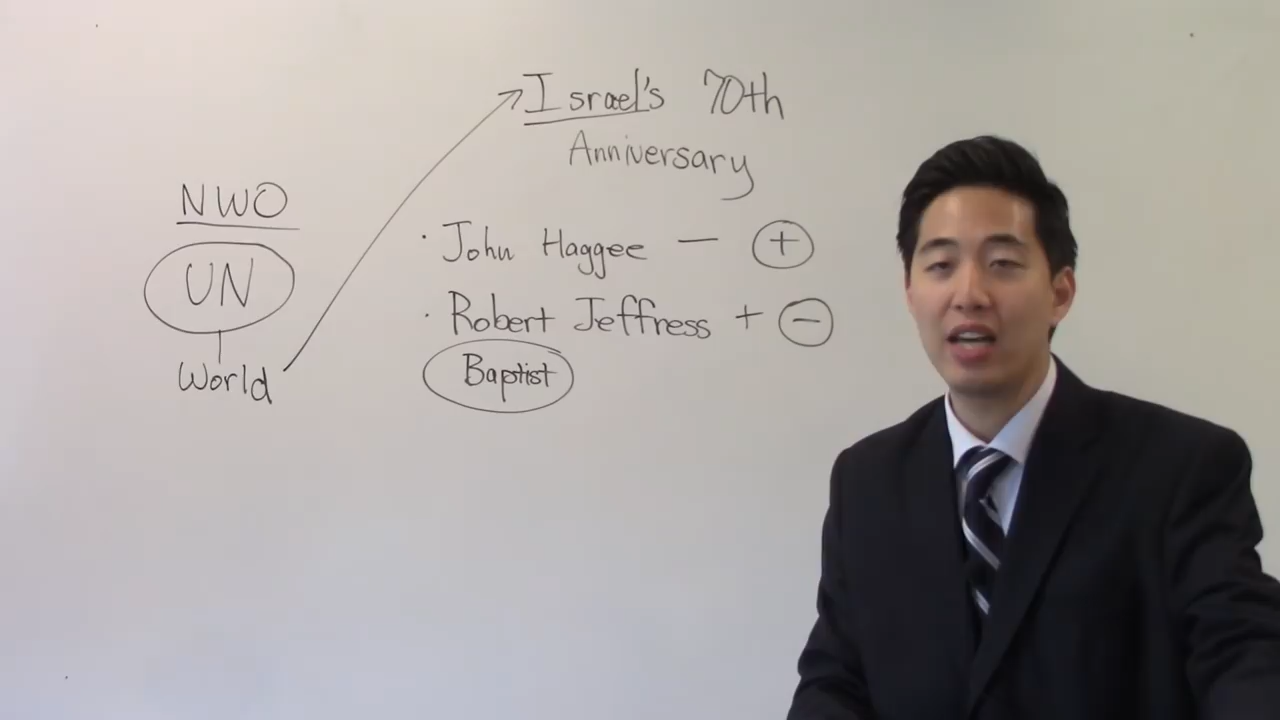 Israel's 70th
Anniversary
NWO
UN
World
· John Haggee — +
· Robert Jeffress + −
Baptist